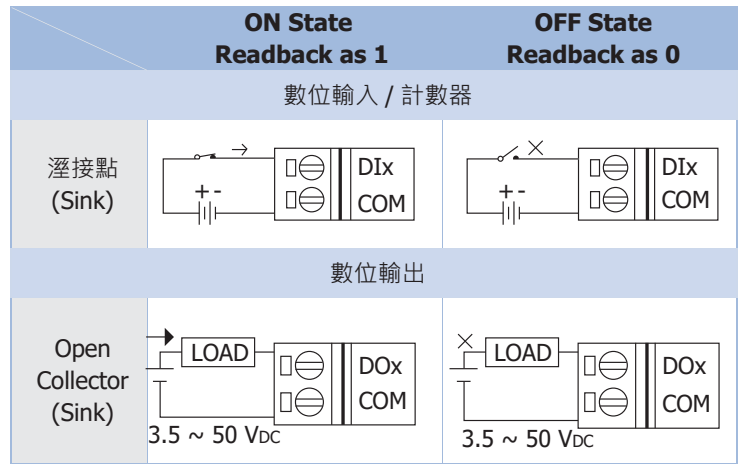 ON State
Readback as 1
OFF State
Readback as 0
數位輸入 / 計數器
溼接點
(Sink)
+ -
DIx
COM
+ -
DIx
COM
數位輸出
Open
Collector
(Sink)
LOAD
DOx
COM
3.5 ~ 50 VDC
LOAD
DOx
COM
3.5 ~ 50 VDC